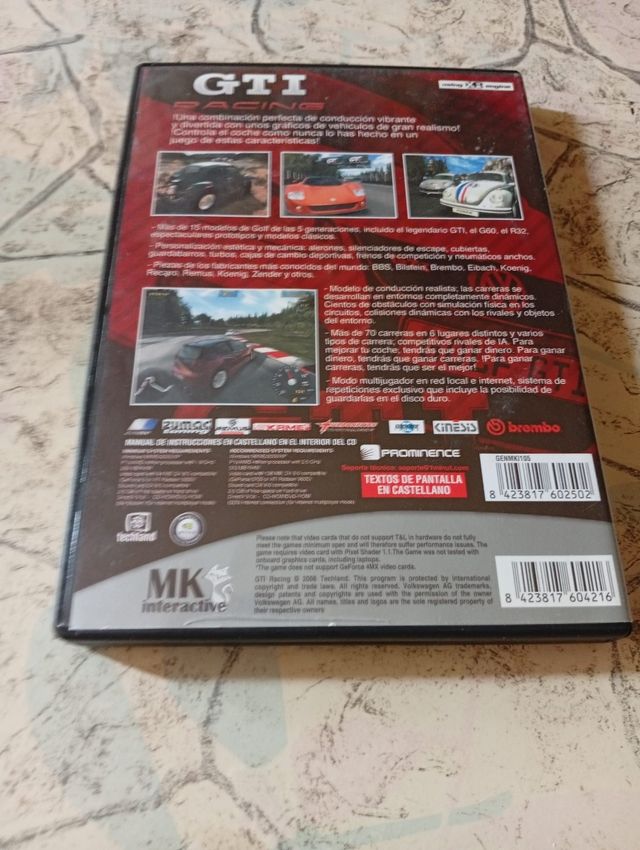 GTI
RACING
using XR engine
!Una combinación perfecta de conducción vibrante
y divertida con unos gráficos de vehículos de gran realismo!
!Controla el coche como nunca lo has hecho en un
juego de estas características!
- Más de 15 modelos de Golf de las 5 generaciones, incluido el legendario GTI, el G60, el R32,
espectaculares prototipos y modelos clásicos.
- Personalización estética y mecánica: alerones, silenciadores de escape, cubiertas,
guardabarros, turbos, cajas de cambio deportivas, frenos de competición y neumáticos anchos.
- Piezas de los fabricantes más conocidos del mundo: BBS, Bilstein, Brembo, Eibach, Koenig,
Recaro, Remus, Koenig, Zender y otros.
- Modelo de conducción realista; las carreras se
desarrollan en entornos completamente dinámicos.
Cientos de obstáculos con simulación física en los
circuitos, colisiones dinámicas con los rivales y objetos
del entorno.
- Más de 70 carreras en 6 lugares distintos y varios
tipos de carrera; competitivos rivales de IA. Para
mejorar tu coche, tendrás que ganar dinero. Para ganar
dinero, tendrás que ganar carreras. !Para ganar
carreras, tendrás que ser el mejor!
- Modo multijugador en red local e internet, sistema de
repeticiones exclusivo que incluye la posibilidad de
guardarlas en el disco duro.
zumag
KINESIS
brembo
MANUAL DE INSTRUCCIONES EN CASTELLANO EN EL INTERIOR DEL CD
MINIMUM SYSTEM REQUIREMENTS:
RECOMMENDED SYSTEM REQUIREMENTS:
PROMINENCE
TEXTOS DE PANTALLA
EN CASTELLANO
GENMKI105
8 423817 602502
Techland
Please note that video cards that do not support T&L in hardware do not fully
meet the games minimum spec and will therefore suffer performance issues. The
game requires video card with Pixel Shader 1.1.The Game was not tested with
onboard graphics cards, including laptops.
*The game does not support GeForce 4MX video cards.
MK
interactive
GTI Racing © 2006 Techland. This program is protected by international
copyright and trade laws. All rights reserved. Volkswagen AG trademarks,
design patents and copyrights are used with the permission of the owner
Volkswagen AG. All names, titles and logos are the sole registered property of
their respective owners
8 423817 604216